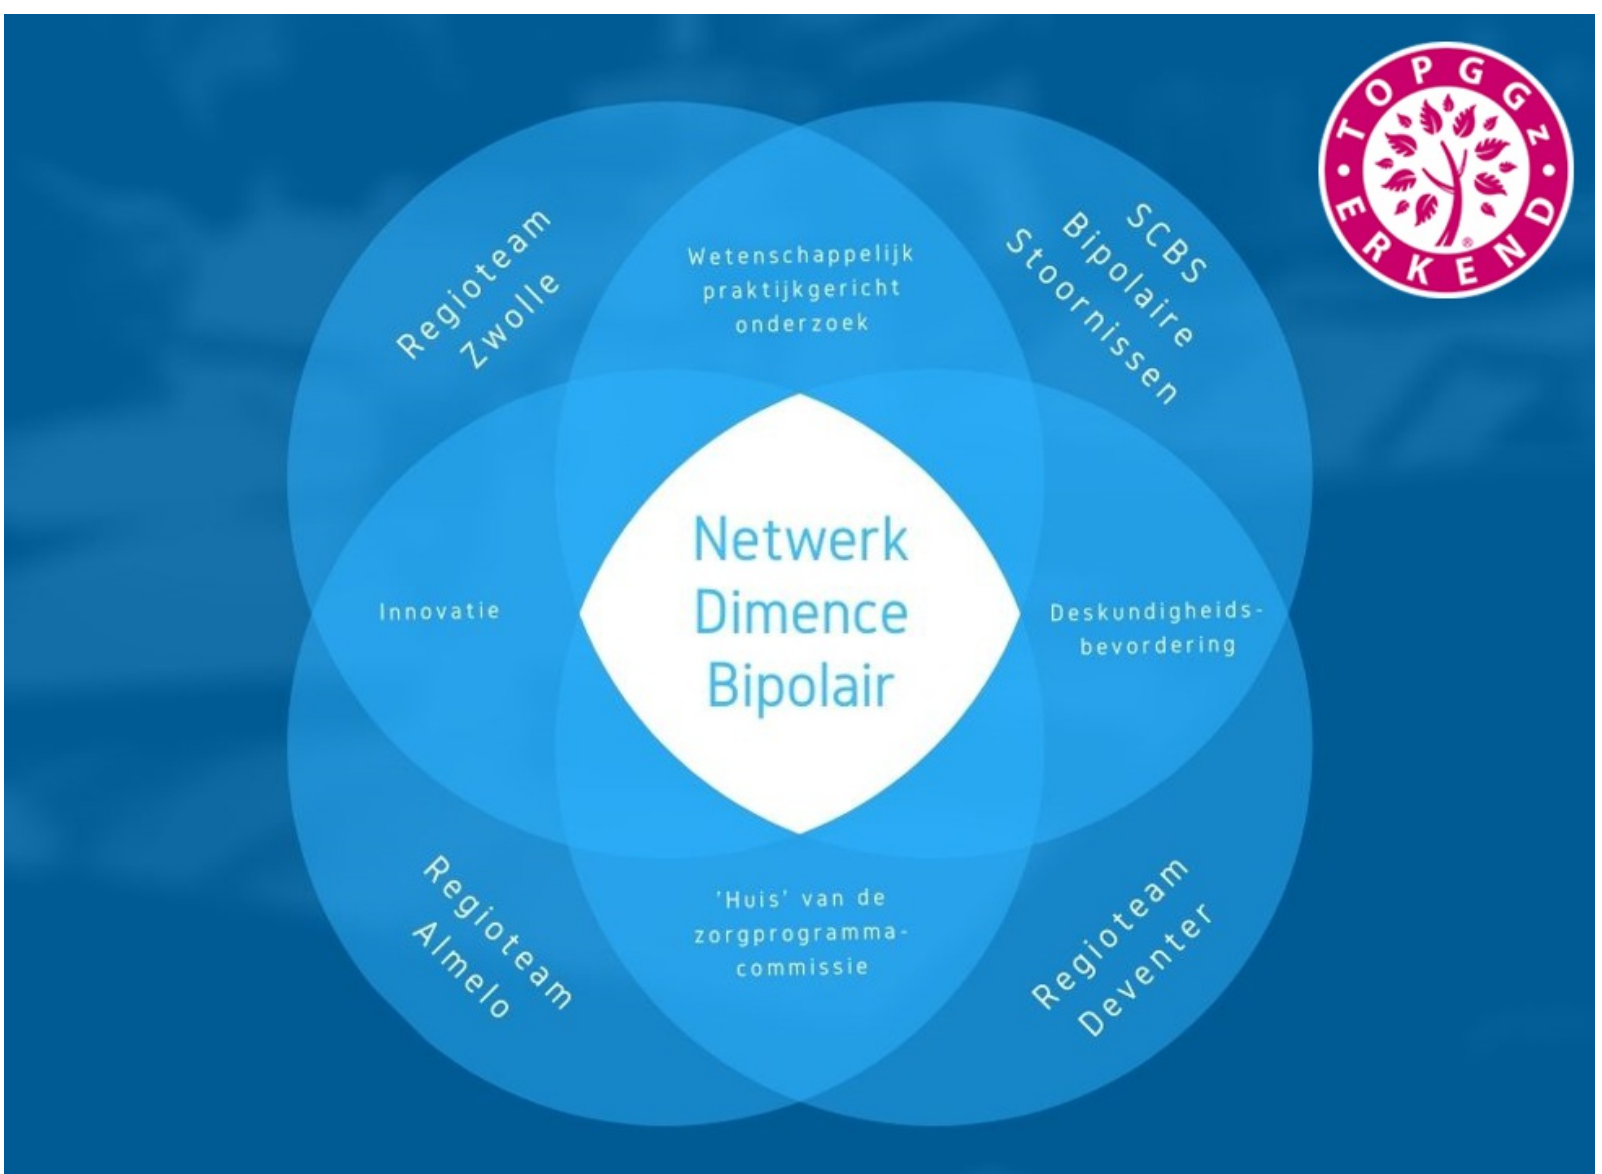 TOPGGz
ERKEND
Regioteam
Zwolle
Wetenschappelijk
praktijkgericht
onderzoek
SCBS
Bipolaire
Stoornissen
Netwerk
Dimence
Bipolair
Innovatie
Deskundigheids-
bevordering
Regioteam
Almelo
'Huis' van de
zorgprogramma-
commissie
Regioteam
Deventer